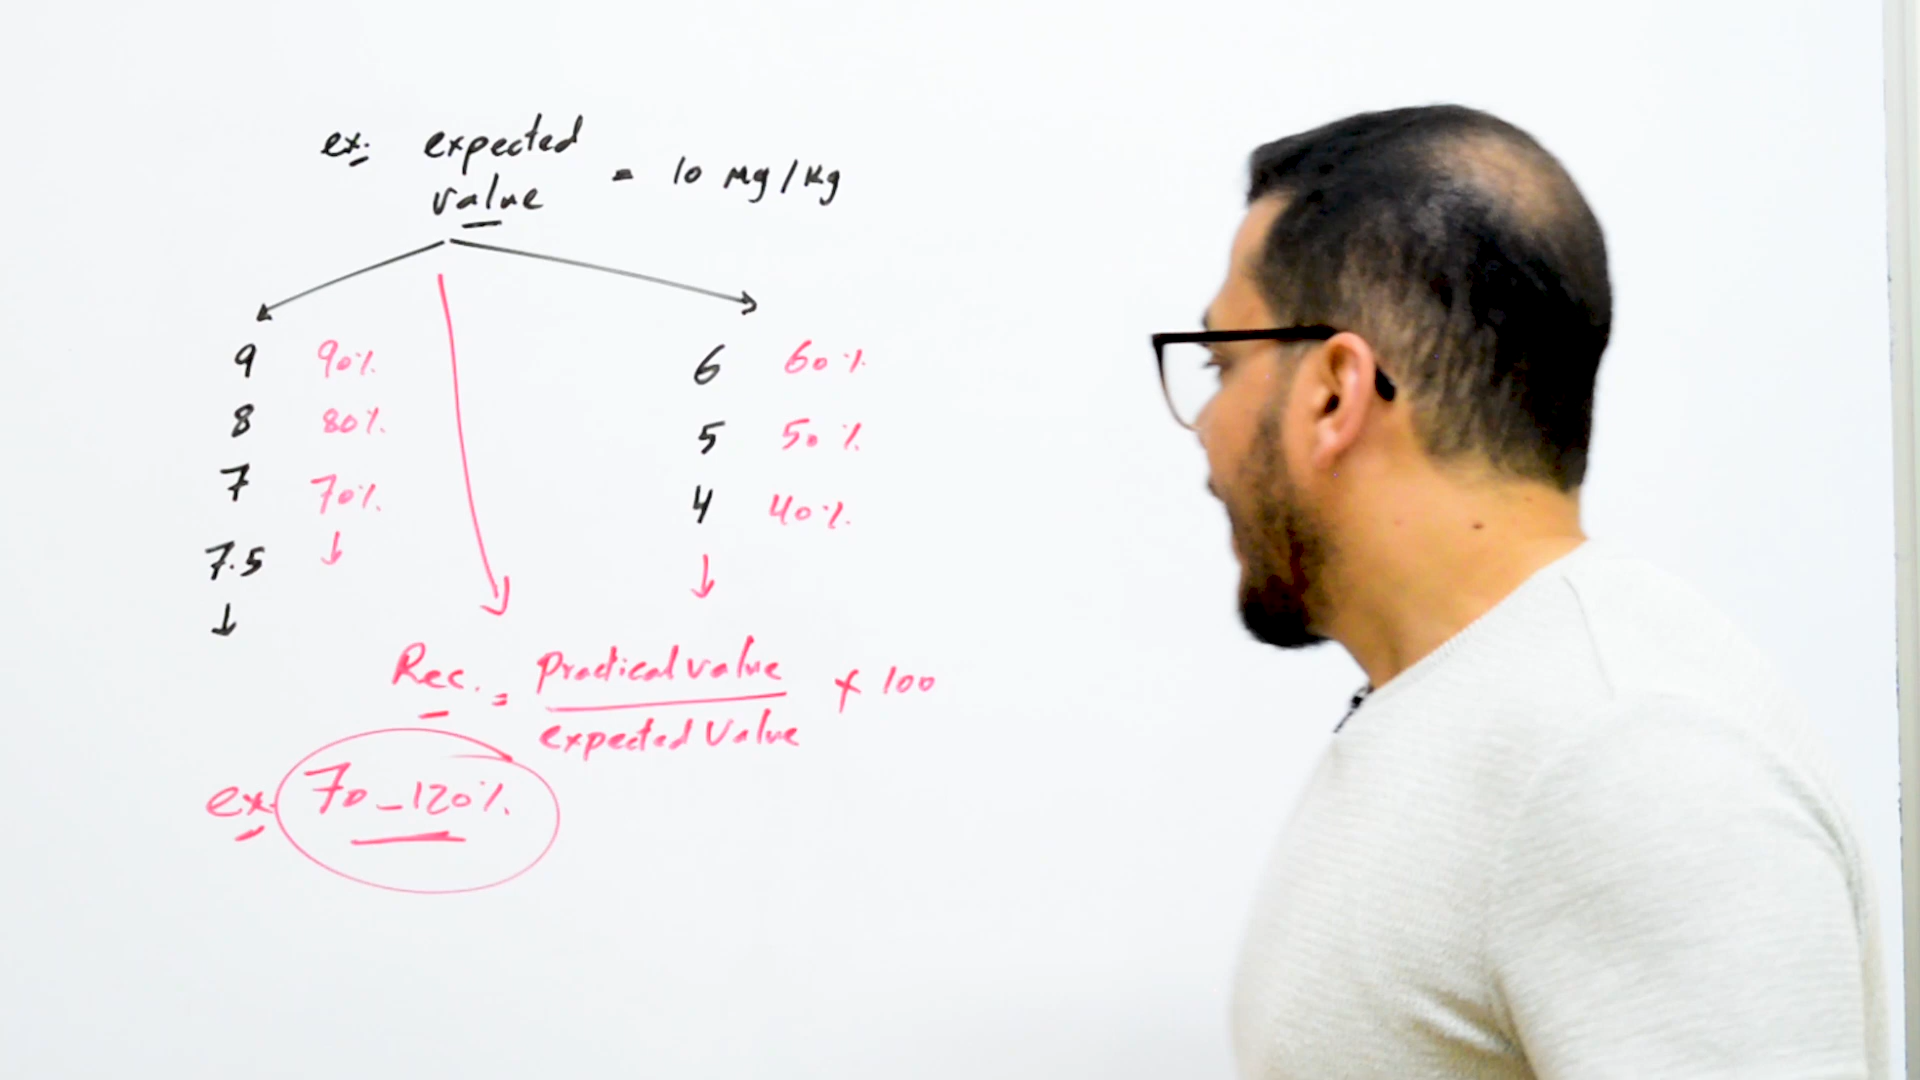 ex. expected
value = 10 Mg/Kg
9 90%
8 80%
7 70%
7.5
6 60%
5 50%
4 40%
Rec. = Practical value
expected Value × 100
ex. 70_120%